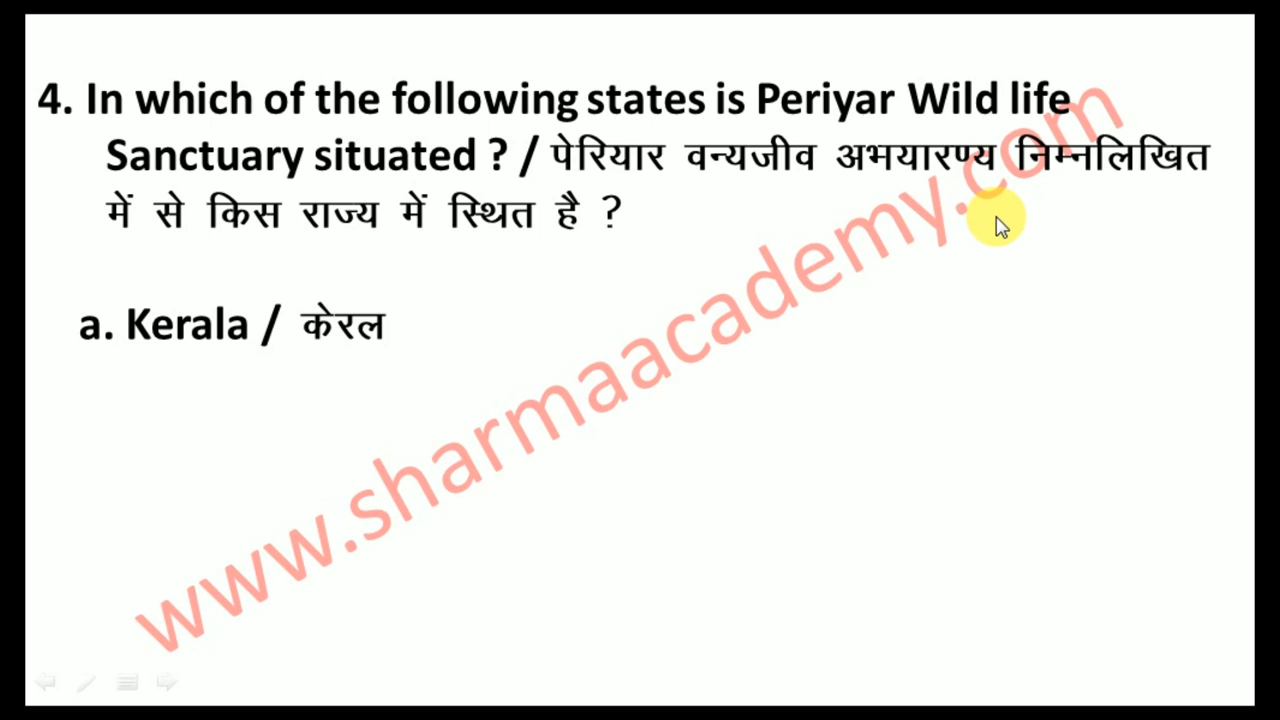 4. In which of the following states is Periyar Wild life
Sanctuary situated ? / पेरियार वन्यजीव अभयारण्य निम्नलिखित
में से किस राज्य में स्थित है ?
a. Kerala / केरल
www.sharmaacademy.com